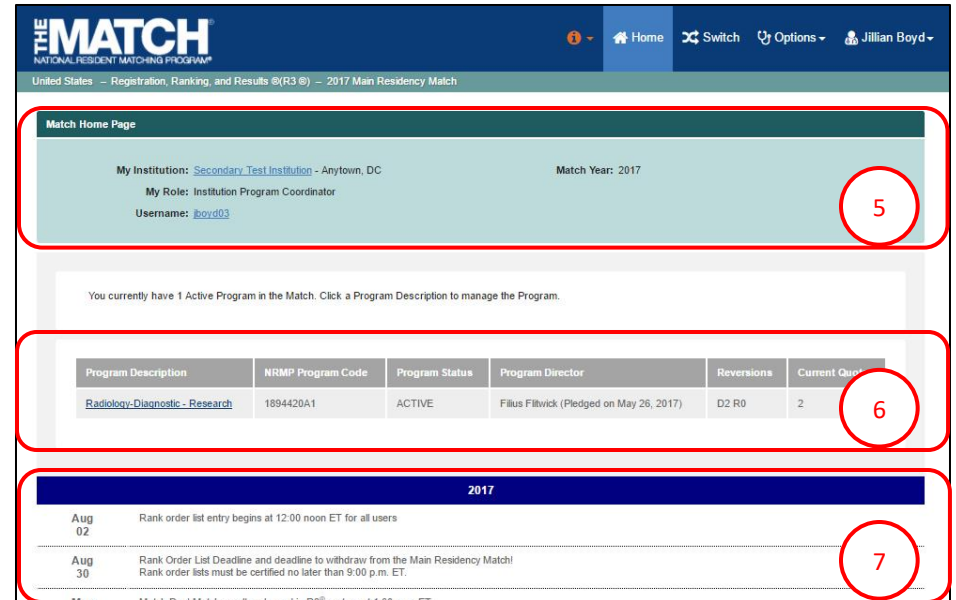 THE MATCH®
NATIONAL RESIDENT MATCHING PROGRAM®
Home Switch Options Jillian Boyd
United States – Registration, Ranking, and Results ®(R3 ®) – 2017 Main Residency Match
Match Home Page
My Institution: Secondary Test Institution - Anytown, DC Match Year: 2017
My Role: Institution Program Coordinator
Username: jboyd03
5
You currently have 1 Active Program in the Match. Click a Program Description to manage the Program.
Program Description NRMP Program Code Program Status Program Director Reversions Current
Radiology-Diagnostic - Research 1894420A1 ACTIVE Filius Flitwick (Pledged on May 26, 2017) D2 R0 2
6
2017
Aug 02 Rank order list entry begins at 12:00 noon ET for all users
Aug 30 Rank Order List Deadline and deadline to withdraw from the Main Residency Match!
Rank order lists must be certified no later than 9:00 p.m. ET.
7